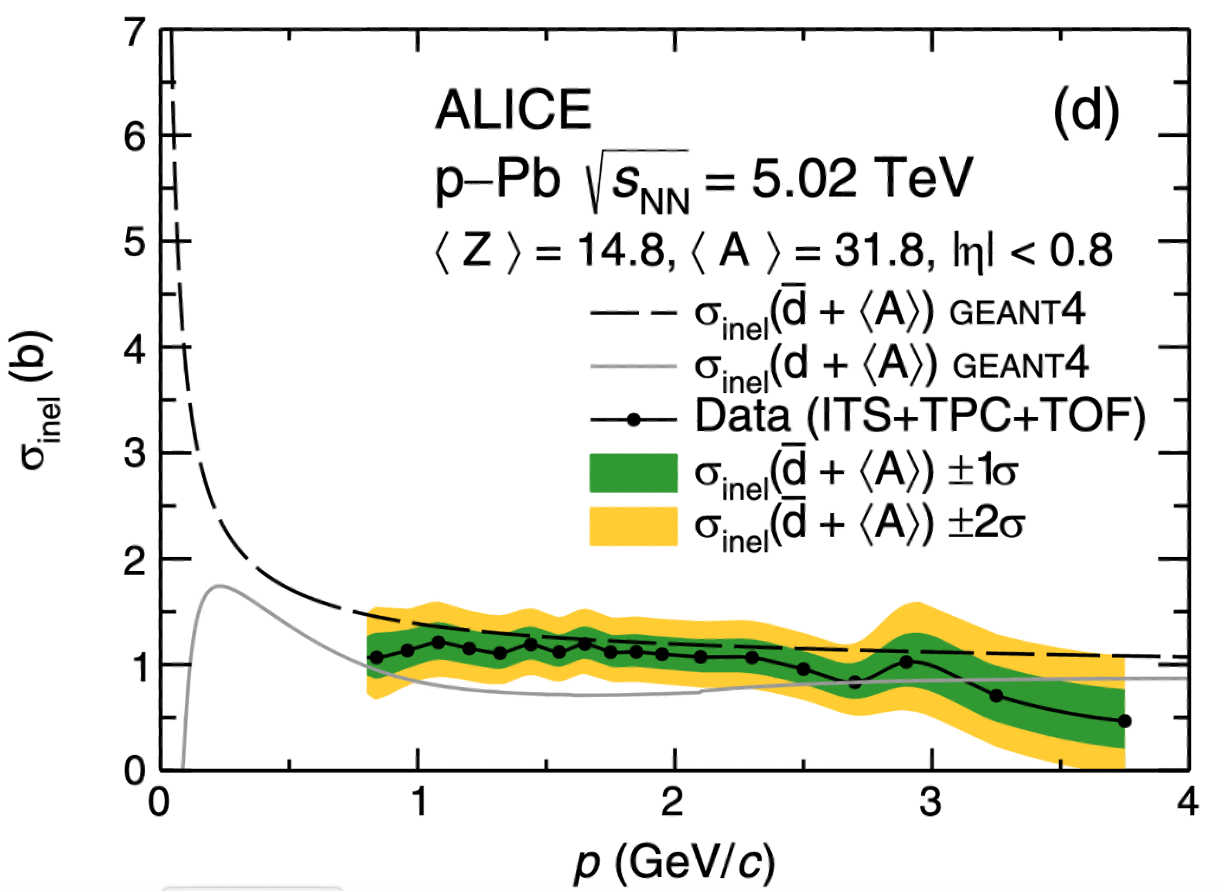 7
6
5
4
3
2
1
0
σinel (b)
ALICE
(d)
p–Pb √sNN = 5.02 TeV
⟨ Z ⟩ = 14.8, ⟨ A ⟩ = 31.8, |η| < 0.8
σinel(d̅ + ⟨A⟩) GEANT4
σinel(d + ⟨A⟩) GEANT4
Data (ITS+TPC+TOF)
σinel(d̅ + ⟨A⟩) ±1σ
σinel(d̅ + ⟨A⟩) ±2σ
0 1 2 3 4
p (GeV/c)